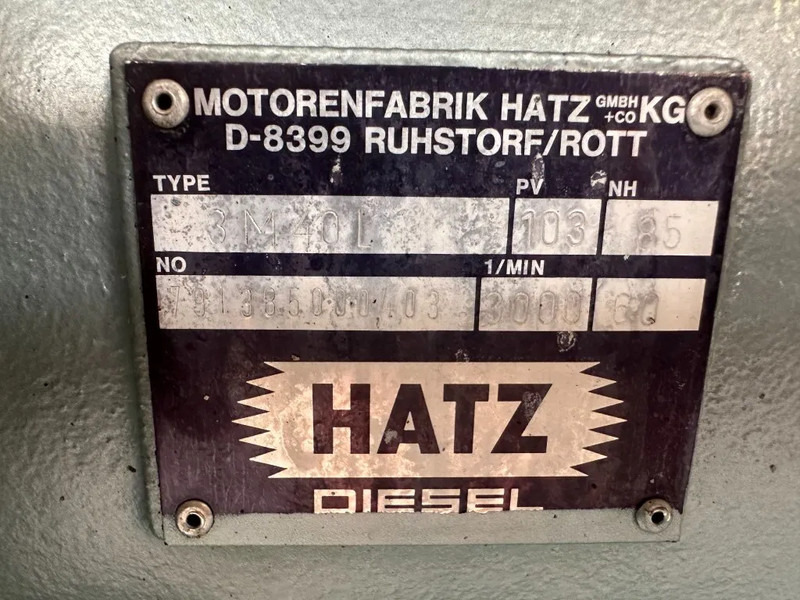 MOTORENFABRIK HATZ GMBH +CO KG
D-8399 RUHSTORF/ROTT
TYPE PV NH
3M40L 103 85
NO 1/MIN
3000
HATZ
DIESEL